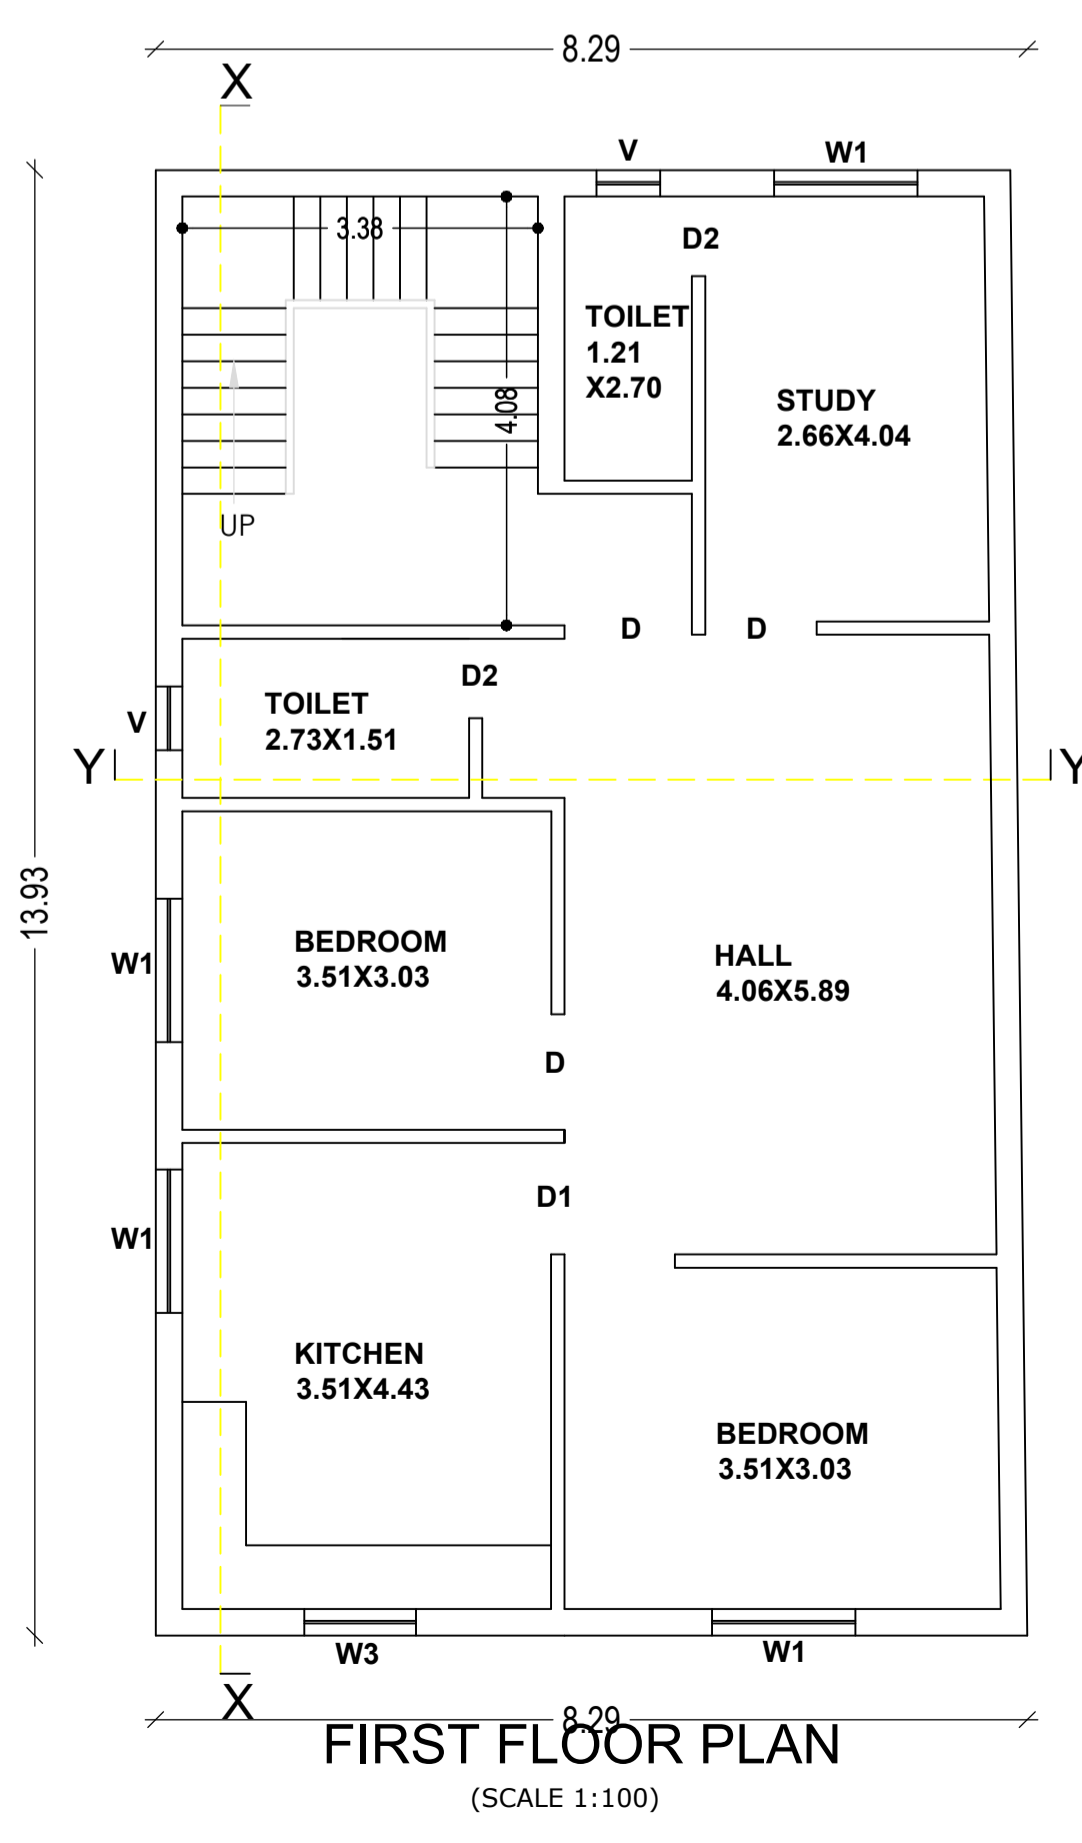 8.29
X
V
W1
3.38
D2
TOILET
1.21
X2.70
STUDY
2.66X4.04
4.08
UP
D
D
D2
TOILET
2.73X1.51
V
Y
Y
13.93
BEDROOM
3.51X3.03
W1
HALL
4.06X5.89
D
D1
W1
KITCHEN
3.51X4.43
BEDROOM
3.51X3.03
W3
W1
X
8.29
FIRST FLOOR PLAN
(SCALE 1:100)